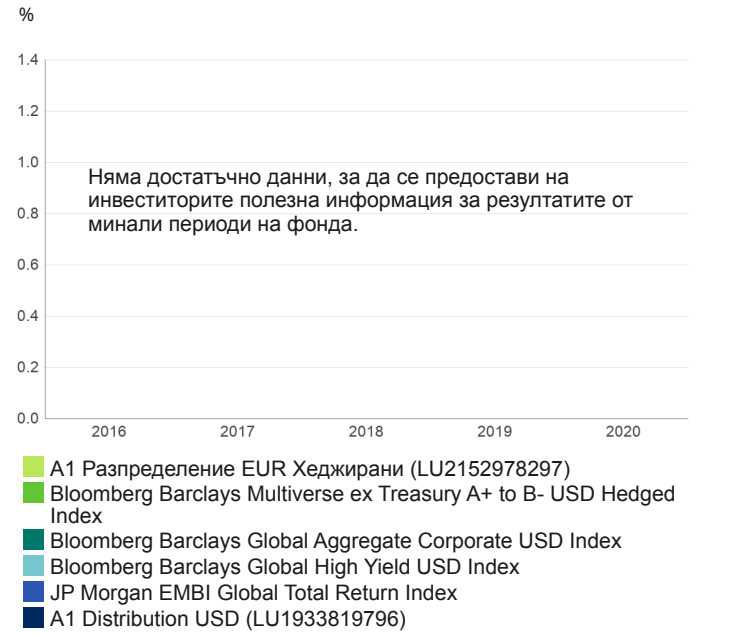 %
1.4
1.2
1.0
Няма достатъчно данни, за да се предостави на
инвеститорите полезна информация за резултатите от
0.8
минали периоди на фонда.
0.6
0.4
0.2
0.0
2016 2017 2018 2019 2020
A1 Разпределение EUR Хеджирани (LU2152978297)
Bloomberg Barclays Multiverse ex Treasury A+ to B- USD Hedged
Index
Bloomberg Barclays Global Aggregate Corporate USD Index
Bloomberg Barclays Global High Yield USD Index
JP Morgan EMBI Global Total Return Index
A1 Distribution USD (LU1933819796)